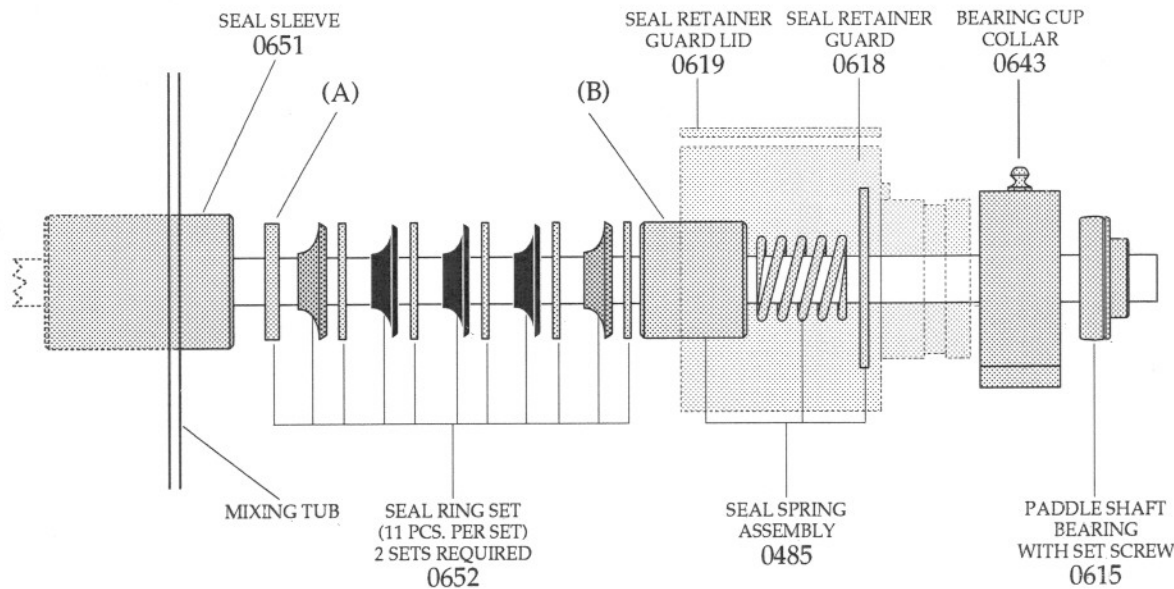 SEAL SLEEVE
0651
(A)
(B)
SEAL RETAINER
GUARD LID
0619
SEAL RETAINER
GUARD
0618
BEARING CUP
COLLAR
0643
MIXING TUB
SEAL RING SET
(11 PCS. PER SET)
2 SETS REQUIRED
0652
SEAL SPRING
ASSEMBLY
0485
PADDLE SHAFT
BEARING
WITH SET SCREW
0615